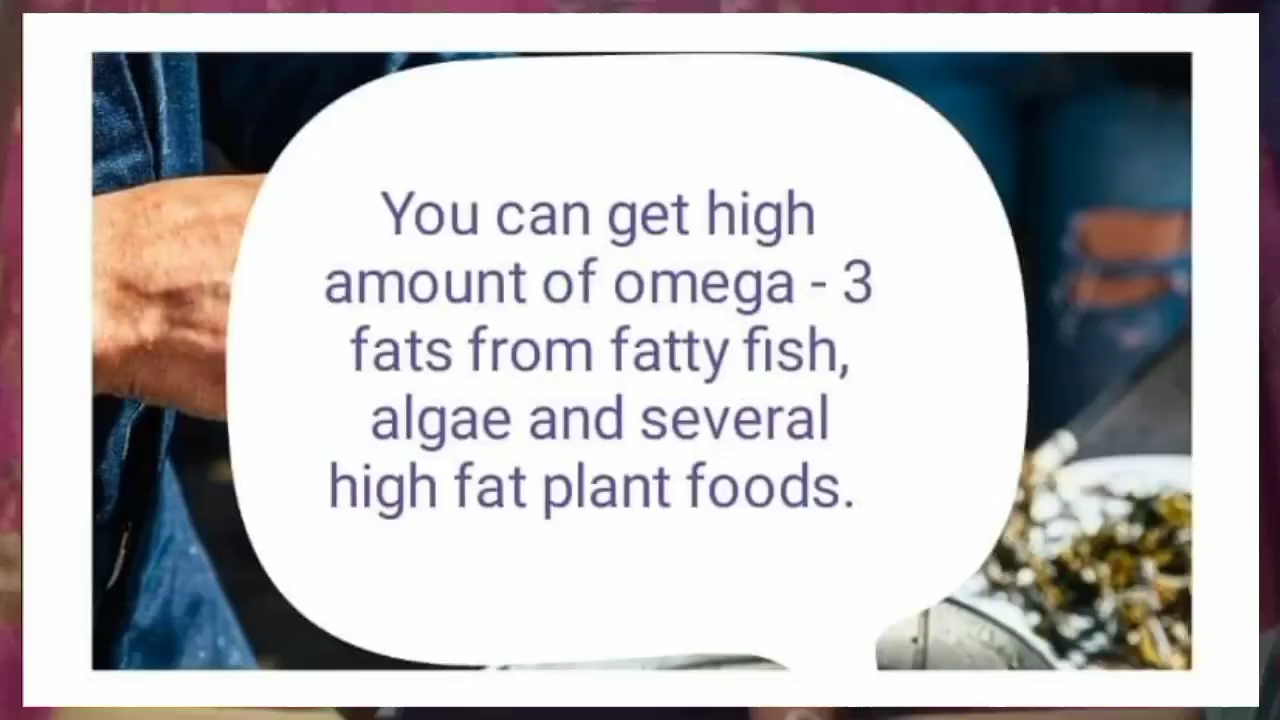 You can get high
amount of omega - 3
fats from fatty fish,
algae and several
high fat plant foods.